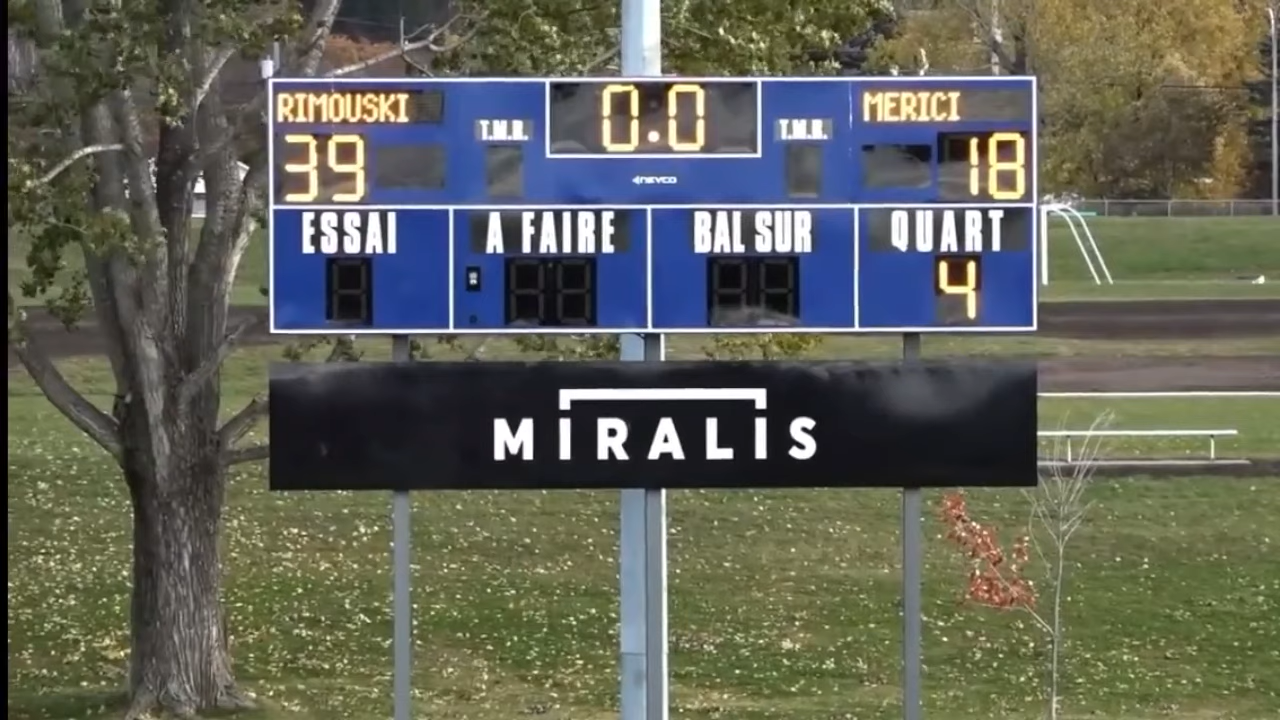 RIMOUSKI 0.0 MERICI
39 T.M.R. T.M.R. 18
NEVCO
ESSAI A FAIRE BAL SUR QUART
4
MIRALIS